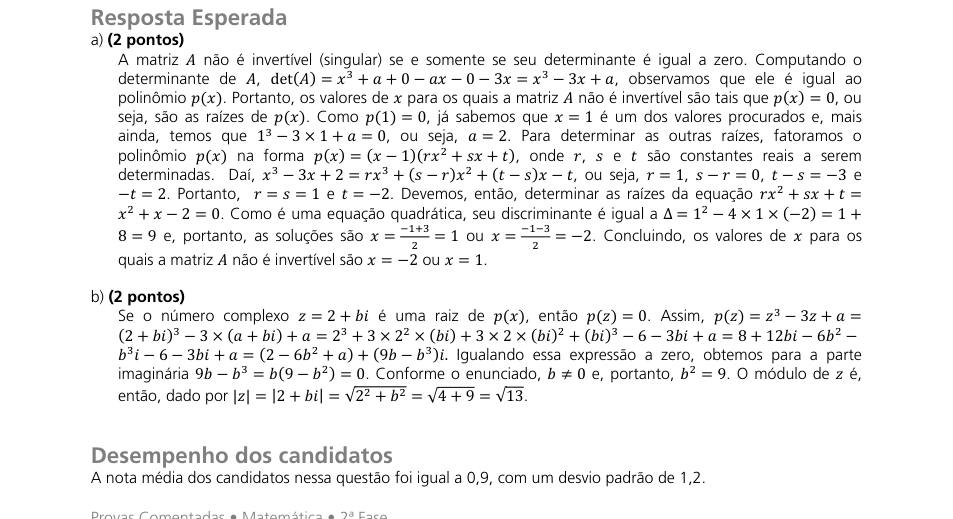 Resposta Esperada
a) (2 pontos)
A matriz A não é invertível (singular) se e somente se seu determinante é igual a zero. Computando o
determinante de A, det(A) = x³ + a + 0 − ax − 0 − 3x = x³ − 3x + a, observamos que ele é igual ao
polinômio p(x). Portanto, os valores de x para os quais a matriz A não é invertível são tais que p(x) = 0, ou
seja, são as raízes de p(x). Como p(1) = 0, já sabemos que x = 1 é um dos valores procurados e, mais
ainda, temos que 1³ − 3 × 1 + a = 0, ou seja, a = 2. Para determinar as outras raízes, fatoramos o
polinômio p(x) na forma p(x) = (x − 1)(rx² + sx + t), onde r, s e t são constantes reais a serem
determinadas. Daí, x³ − 3x + 2 = rx³ + (s − r)x² + (t − s)x − t, ou seja, r = 1, s − r = 0, t − s = −3 e
−t = 2. Portanto, r = s = 1 e t = −2. Devemos, então, determinar as raízes da equação rx² + sx + t =
x² + x − 2 = 0. Como é uma equação quadrática, seu discriminante é igual a Δ = 1² − 4 × 1 × (−2) = 1 +
8 = 9 e, portanto, as soluções são x = (−1+3)/2 = 1 ou x = (−1−3)/2 = −2. Concluindo, os valores de x para os
quais a matriz A não é invertível são x = −2 ou x = 1.
b) (2 pontos)
Se o número complexo z = 2 + bi é uma raiz de p(x), então p(z) = 0. Assim, p(z) = z³ − 3z + a =
(2 + bi)³ − 3 × (a + bi) + a = 2³ + 3 × 2² × (bi) + 3 × 2 × (bi)² + (bi)³ − 6 − 3bi + a = 8 + 12bi − 6b² −
b³i − 6 − 3bi + a = (2 − 6b² + a) + (9b − b³)i. Igualando essa expressão a zero, obtemos para a parte
imaginária 9b − b³ = b(9 − b²) = 0. Conforme o enunciado, b ≠ 0 e, portanto, b² = 9. O módulo de z é,
então, dado por |z| = |2 + bi| = √(2² + b²) = √(4 + 9) = √13.
Desempenho dos candidatos
A nota média dos candidatos nessa questão foi igual a 0,9, com um desvio padrão de 1,2.
Provas Comentadas • Matemática • 2ª Fase